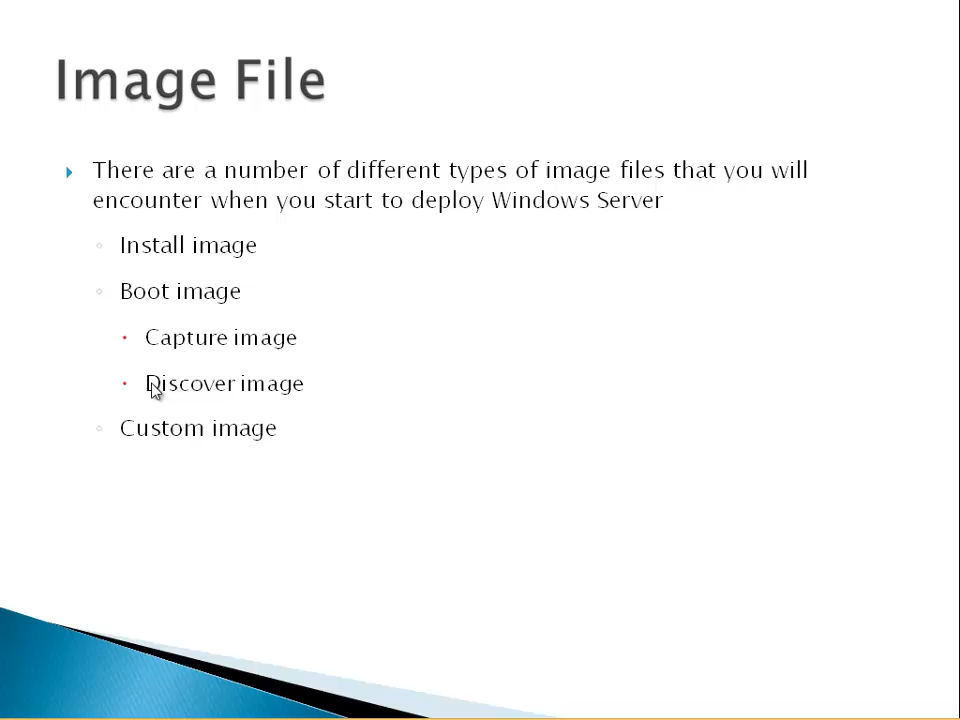 Image File
There are a number of different types of image files that you will
encounter when you start to deploy Windows Server
Install image
Boot image
Capture image
Discover image
Custom image